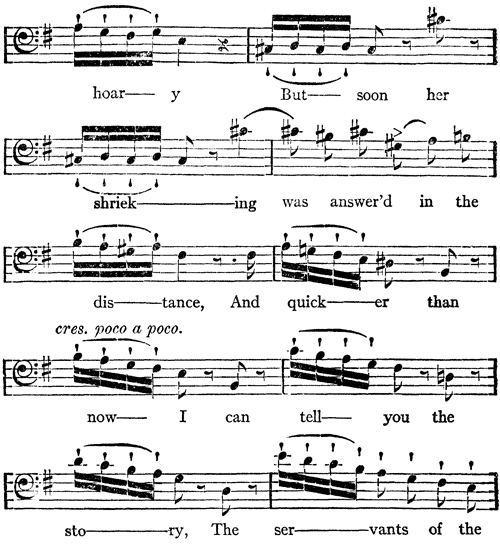 hoar—y But—soon her
shriek—ing was answer'd in the
dis—tance, And quick—er than
cres. poco a poco.
now—I can tell—you the
sto—ry, The ser—vants of the